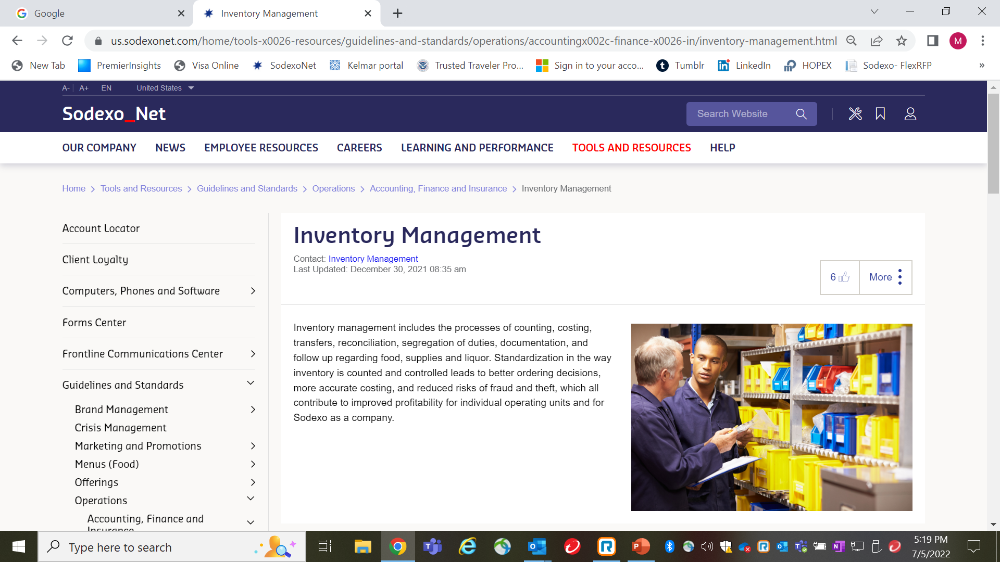 Google
Inventory Management
us.sodexonet.com/home/tools-x0026-resources/guidelines-and-standards/operations/accountingx002c-finance-x0026-in/inventory-management.html
M
New Tab
PremierInsights
Visa Online
SodexoNet
Kelmar portal
Trusted Traveler Pro...
Sign in to your acco...
Tumblr
LinkedIn
HOPEX
Sodexo- FlexRFP
»
A- A+ EN United States
Sodexo_Net
Search Website
OUR COMPANY NEWS EMPLOYEE RESOURCES CAREERS LEARNING AND PERFORMANCE TOOLS AND RESOURCES HELP
Home > Tools and Resources > Guidelines and Standards > Operations > Accounting, Finance and Insurance > Inventory Management
Account Locator
Client Loyalty
Computers, Phones and Software
Forms Center
Frontline Communications Center
Guidelines and Standards
Brand Management
Crisis Management
Marketing and Promotions
Menus (Food)
Offerings
Operations
Accounting, Finance and
Insurance
Inventory Management
Contact: Inventory Management
Last Updated: December 30, 2021 08:35 am
6
More
Inventory management includes the processes of counting, costing,
transfers, reconciliation, segregation of duties, documentation, and
follow up regarding food, supplies and liquor. Standardization in the way
inventory is counted and controlled leads to better ordering decisions,
more accurate costing, and reduced risks of fraud and theft, which all
contribute to improved profitability for individual operating units and for
Sodexo as a company.
Type here to search
5:19 PM
7/5/2022